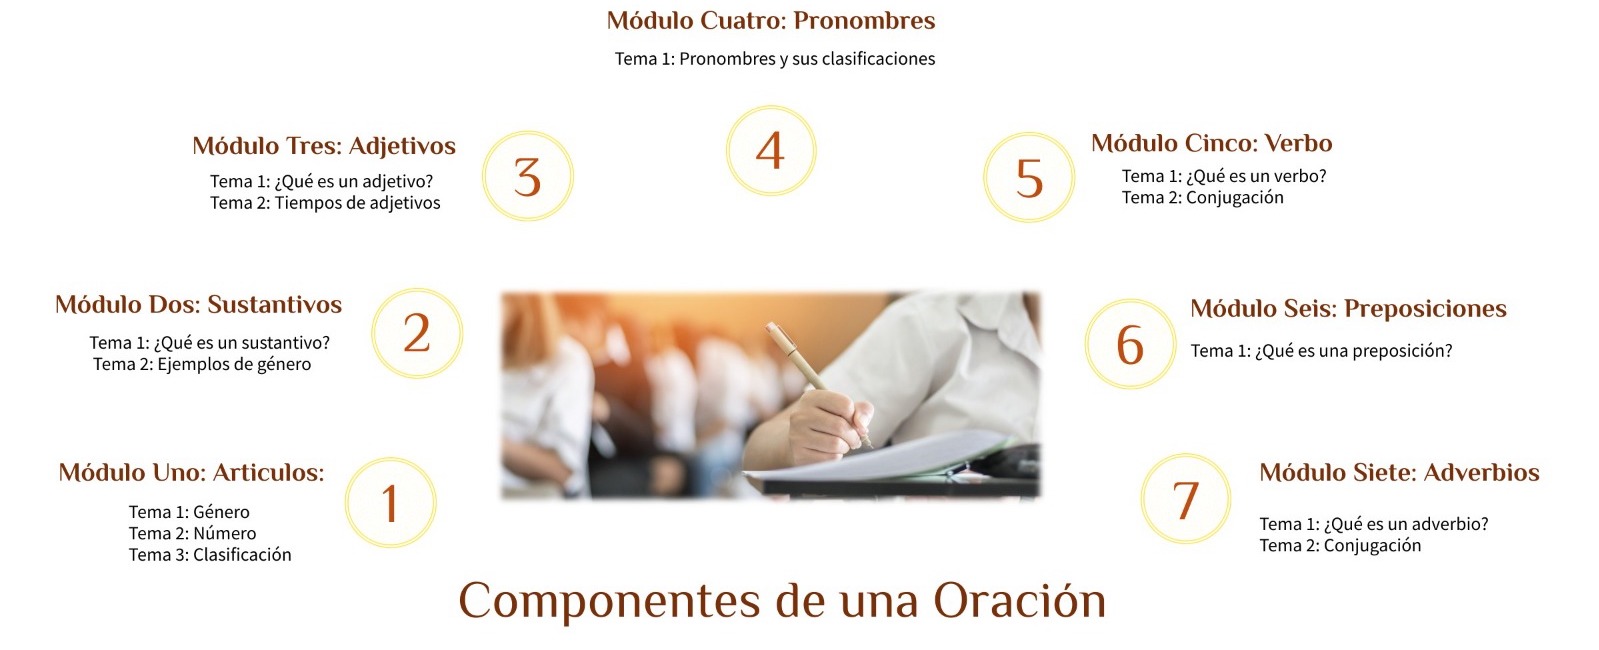 Módulo Cuatro: Pronombres
Tema 1: Pronombres y sus clasificaciones
4
Módulo Tres: Adjetivos
Tema 1: ¿Qué es un adjetivo?
Tema 2: Tiempos de adjetivos
3
5
Módulo Cinco: Verbo
Tema 1: ¿Qué es un verbo?
Tema 2: Conjugación
Módulo Dos: Sustantivos
Tema 1: ¿Qué es un sustantivo?
Tema 2: Ejemplos de género
2
6
Módulo Seis: Preposiciones
Tema 1: ¿Qué es una preposición?
Módulo Uno: Articulos:
Tema 1: Género
Tema 2: Número
Tema 3: Clasificación
1
7
Módulo Siete: Adverbios
Tema 1: ¿Qué es un adverbio?
Tema 2: Conjugación
Componentes de una Oración